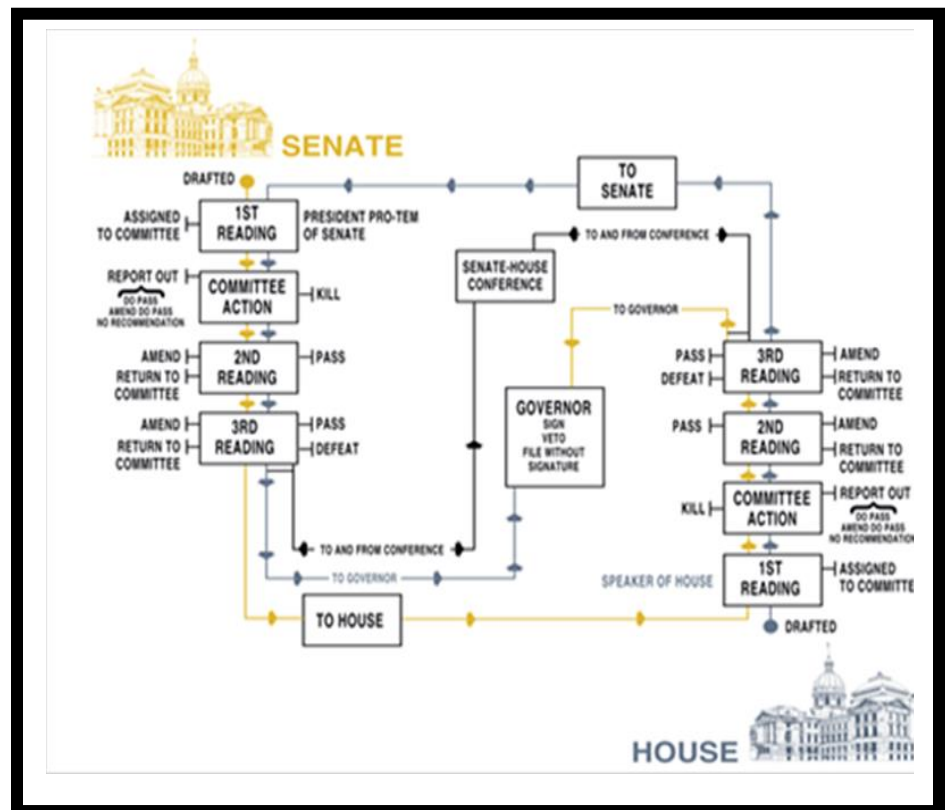 SENATE
DRAFTED
ASSIGNED
TO COMMITTEE
1ST
READING
PRESIDENT PRO-TEM
OF SENATE
REPORT OUT
DO PASS
AMEND DO PASS
NO RECOMMENDATION
COMMITTEE
ACTION
KILL
AMEND
RETURN TO
COMMITTEE
2ND
READING
PASS
AMEND
RETURN TO
COMMITTEE
3RD
READING
PASS
DEFEAT
TO
SENATE
TO AND FROM CONFERENCE
SENATE-HOUSE
CONFERENCE
TO GOVERNOR
GOVERNOR
SIGN
VETO
FILE WITHOUT
SIGNATURE
TO AND FROM CONFERENCE
TO GOVERNOR
TO HOUSE
PASS
DEFEAT
3RD
READING
AMEND
RETURN TO
COMMITTEE
PASS
2ND
READING
AMEND
RETURN TO
COMMITTEE
KILL
COMMITTEE
ACTION
REPORT OUT
DO PASS
AMEND DO PASS
NO RECOMMENDATION
SPEAKER OF HOUSE
1ST
READING
ASSIGNED
TO COMMITTE
DRAFTED
HOUSE